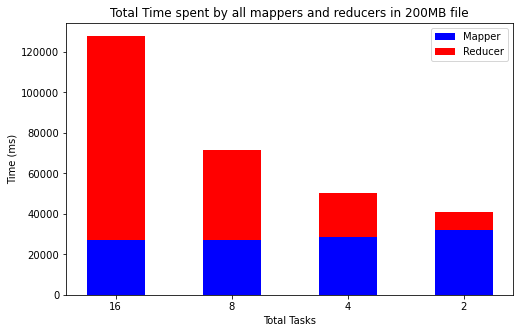 Total Time spent by all mappers and reducers in 200MB file
Mapper
Reducer
120000
100000
80000
60000
40000
20000
0
Time (ms)
16 8 4 2
Total Tasks